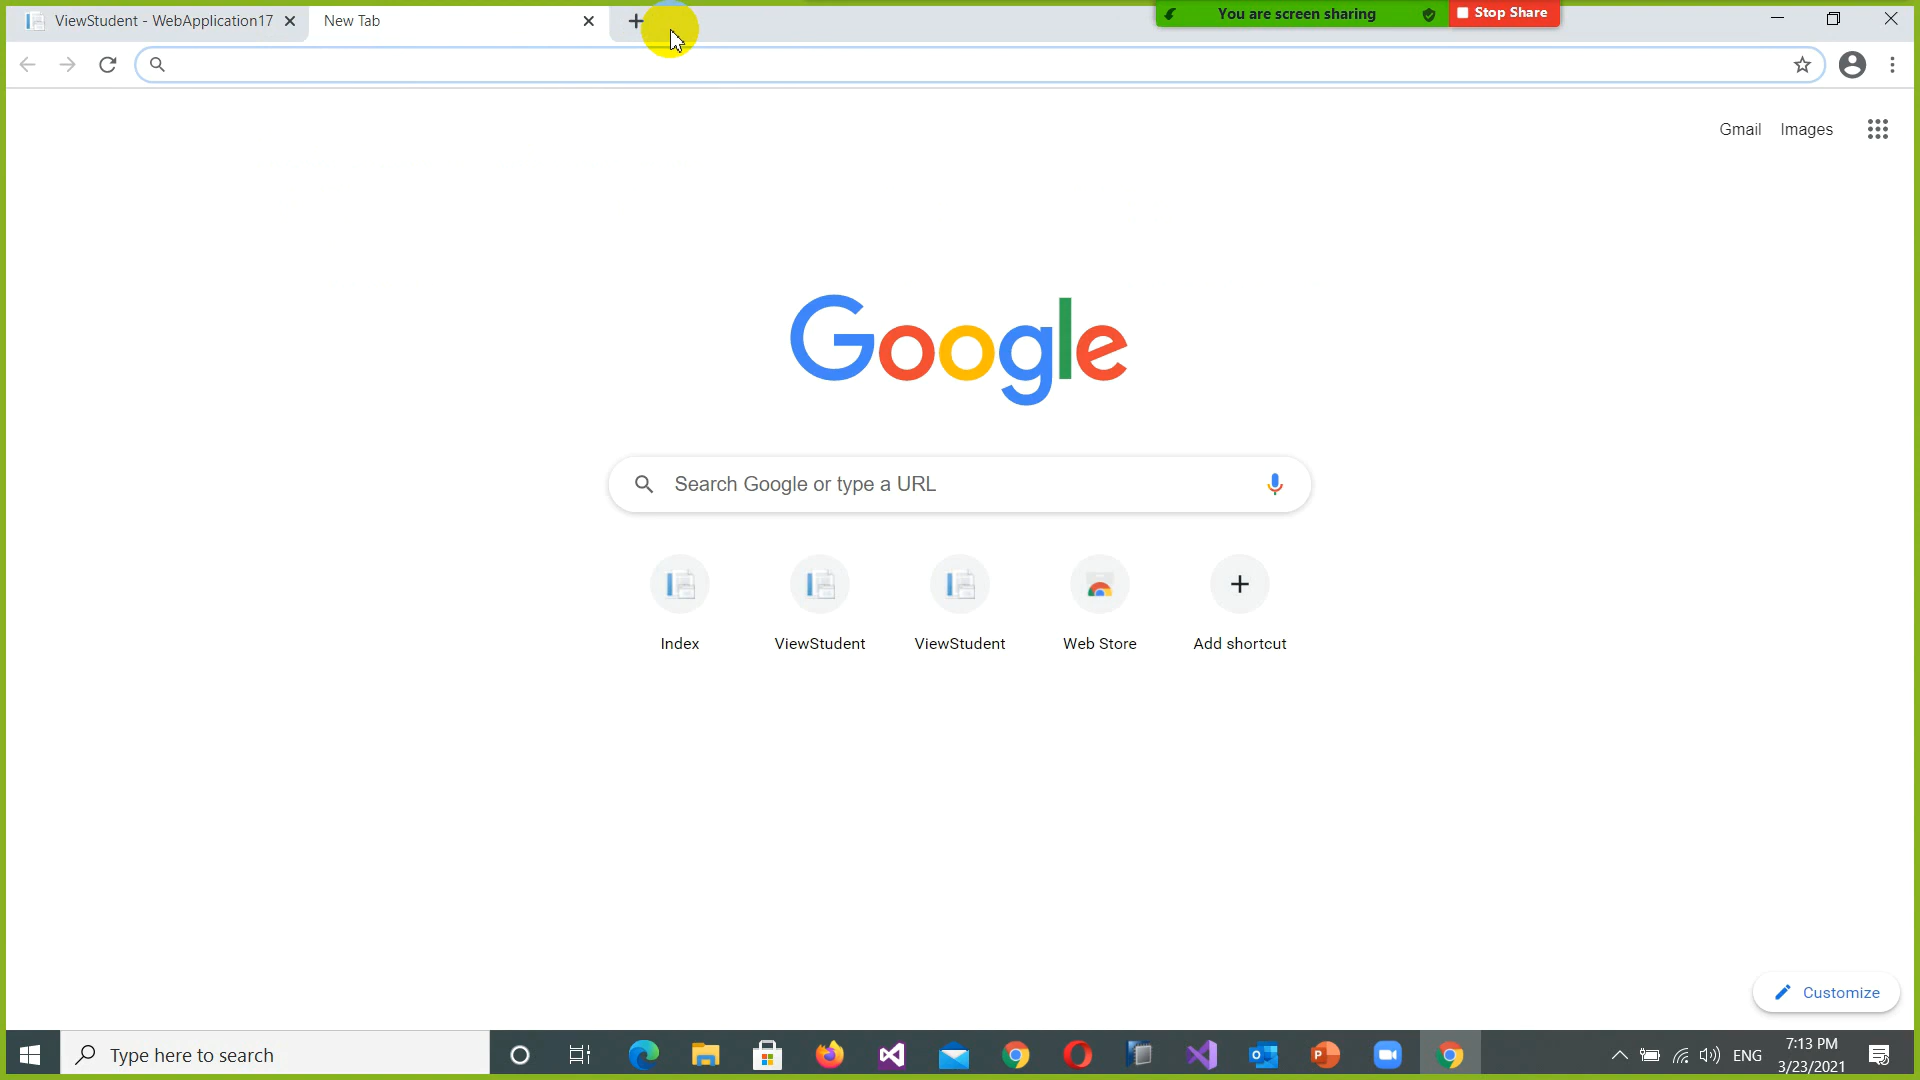 ViewStudent - WebApplication17
New Tab
You are screen sharing
Stop Share
Gmail
Images
Google
Search Google or type a URL
Index
ViewStudent
ViewStudent
Web Store
Add shortcut
Customize
Type here to search
ENG
7:13 PM
3/23/2021